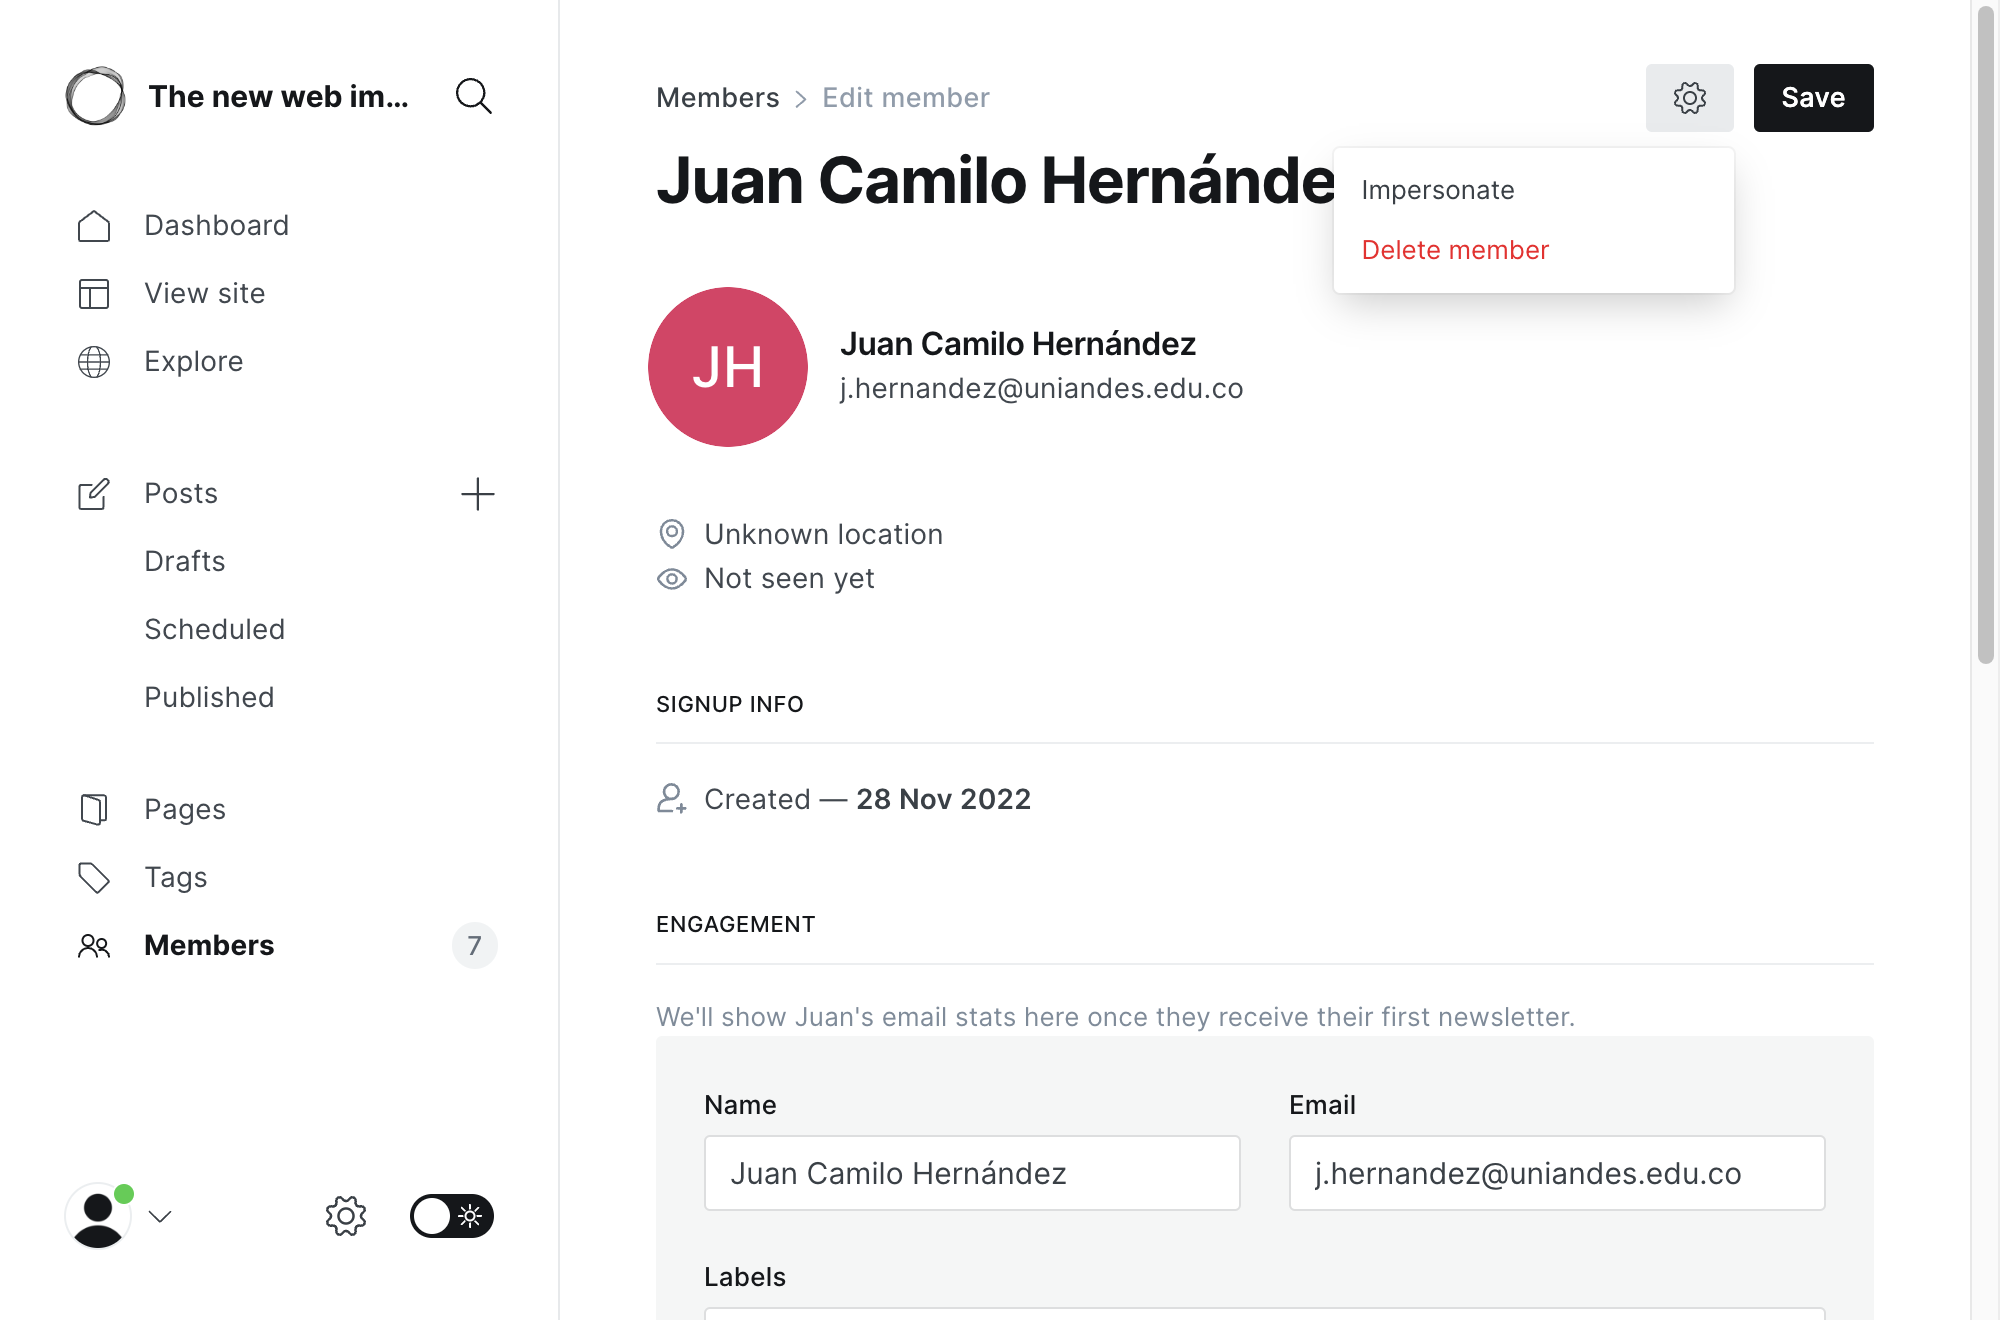 The new web im...
Dashboard
View site
Explore
Posts
Drafts
Scheduled
Published
Pages
Tags
Members 7
Members > Edit member
Save
Juan Camilo Hernánde
Impersonate
Delete member
JH
Juan Camilo Hernández
j.hernandez@uniandes.edu.co
Unknown location
Not seen yet
SIGNUP INFO
Created — 28 Nov 2022
ENGAGEMENT
We'll show Juan's email stats here once they receive their first newsletter.
Name
Juan Camilo Hernández
Email
j.hernandez@uniandes.edu.co
Labels